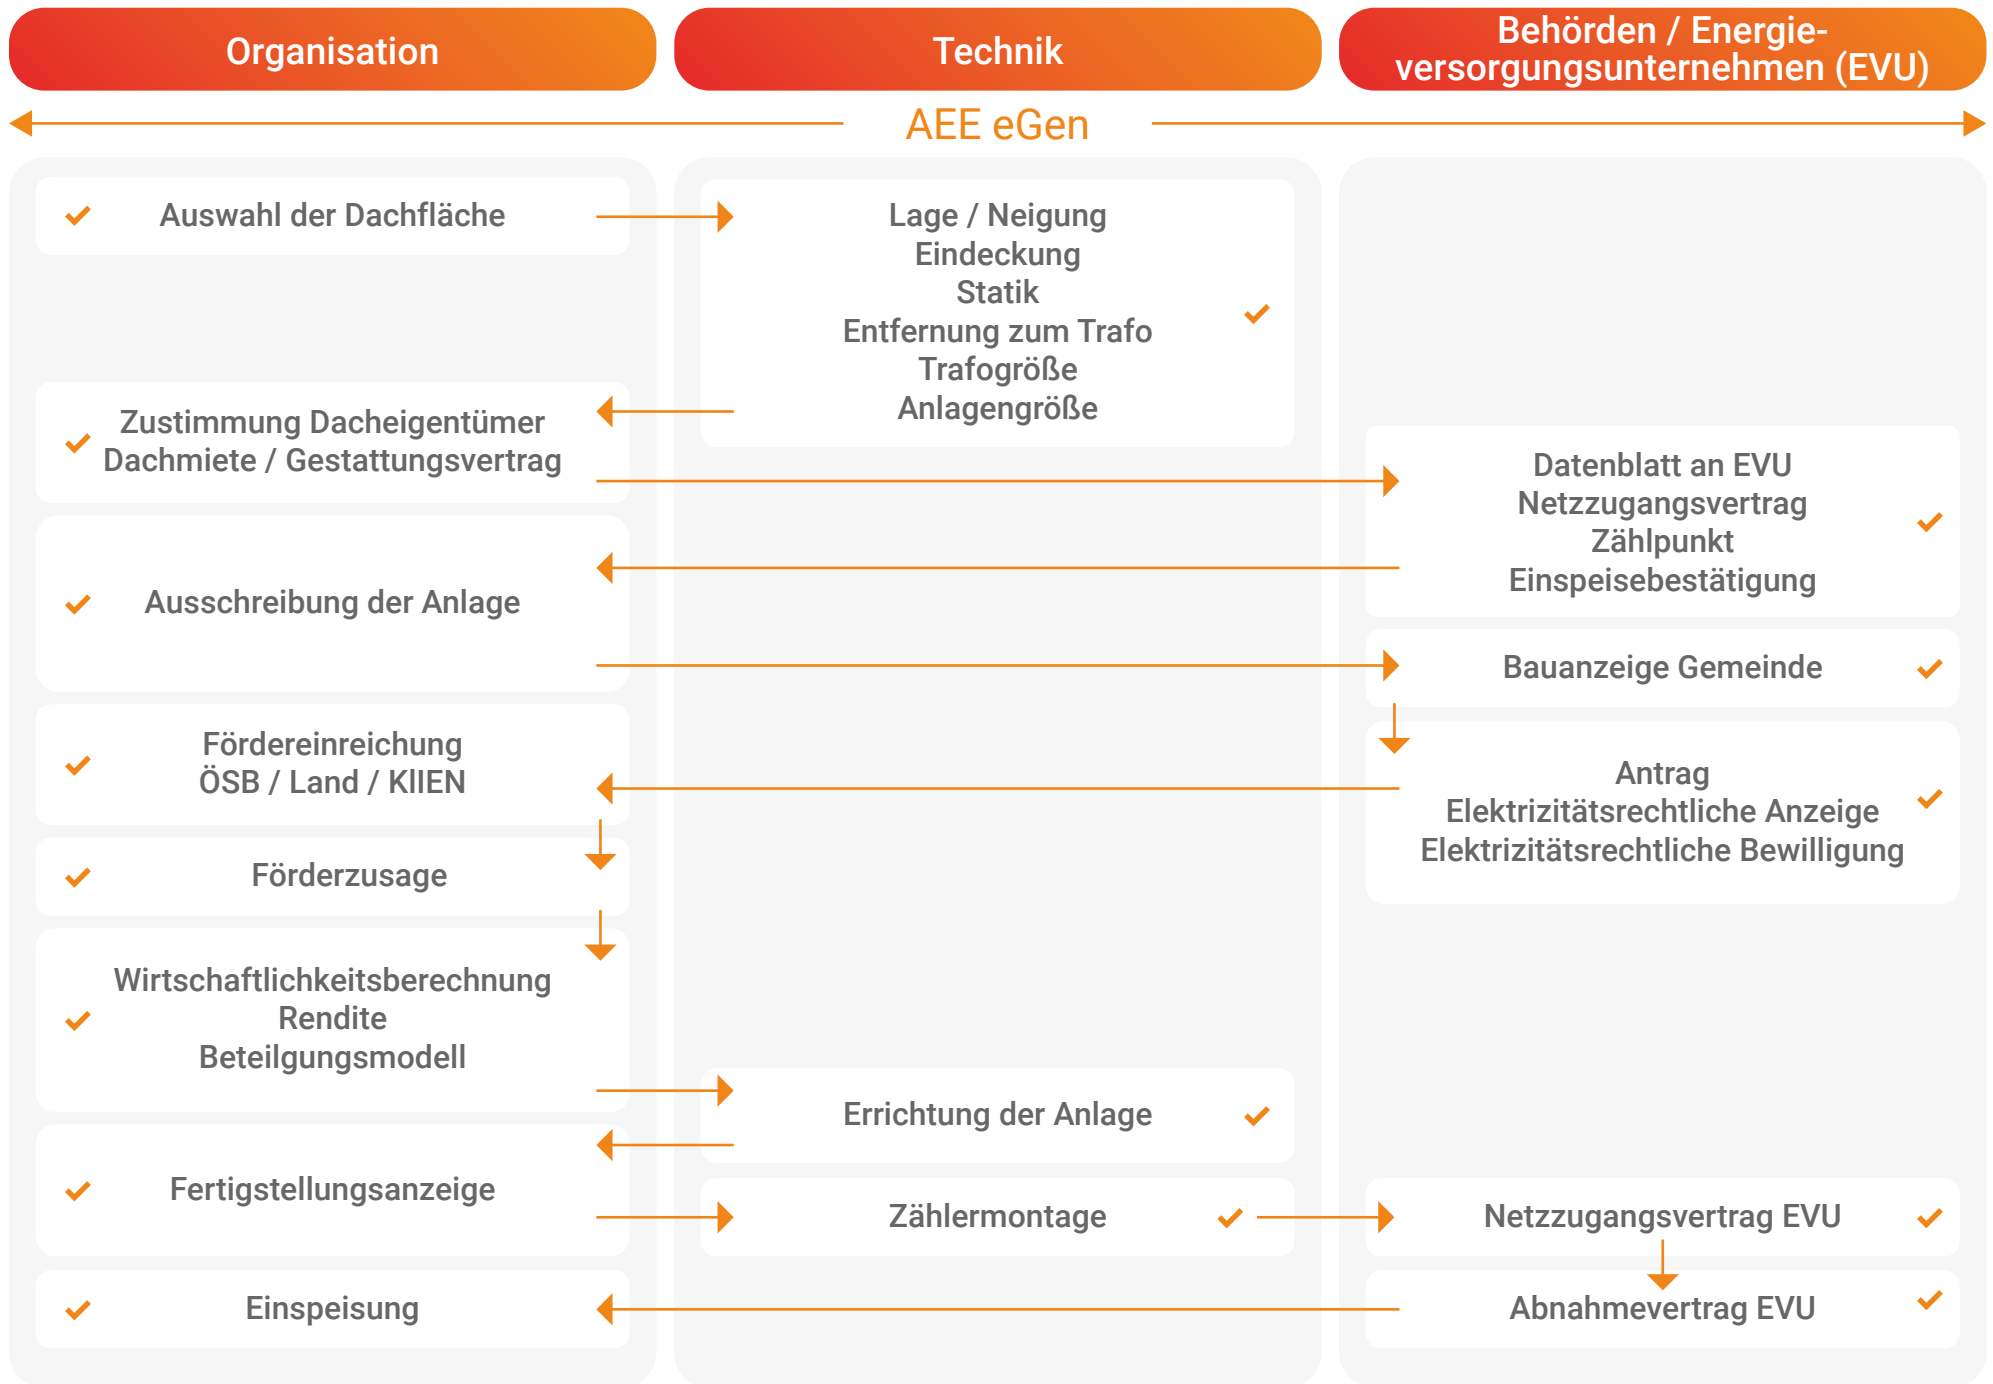 Organisation
Technik
Behörden / Energie-
versorgungsunternehmen (EVU)
AEE eGen
Auswahl der Dachfläche
Lage / Neigung
Eindeckung
Statik
Entfernung zum Trafo
Trafogröße
Anlagengröße
Zustimmung Dacheigentümer
Dachmiete / Gestattungsvertrag
Datenblatt an EVU
Netzzugangsvertrag
Zählpunkt
Einspeisebestätigung
Ausschreibung der Anlage
Bauanzeige Gemeinde
Antrag
Elektrizitätsrechtliche Anzeige
Elektrizitätsrechtliche Bewilligung
Fördereinreichung
ÖSB / Land / KlIEN
Förderzusage
Wirtschaftlichkeitsberechnung
Rendite
Beteilgungsmodell
Errichtung der Anlage
Fertigstellungsanzeige
Zählermontage
Netzzugangsvertrag EVU
Abnahmevertrag EVU
Einspeisung